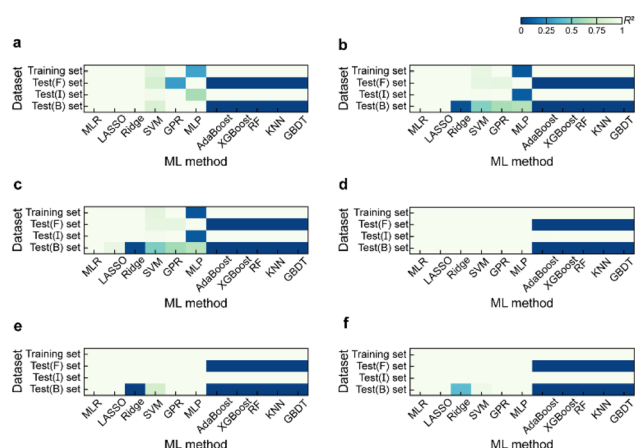 R²
0 0.25 0.5 0.75 1
a
Dataset
Training set
Test(F) set
Test(I) set
Test(B) set
MLR LASSO Ridge SVM GPR MLP AdaBoost XGBoost RF KNN GBDT
ML method
b
Dataset
Training set
Test(F) set
Test(I) set
Test(B) set
MLR LASSO Ridge SVM GPR MLP AdaBoost XGBoost RF KNN GBDT
ML method
c
Dataset
Training set
Test(F) set
Test(I) set
Test(B) set
MLR LASSO Ridge SVM GPR MLP AdaBoost XGBoost RF KNN GBDT
ML method
d
Dataset
Training set
Test(F) set
Test(I) set
Test(B) set
MLR LASSO Ridge SVM GPR MLP AdaBoost XGBoost RF KNN GBDT
ML method
e
Dataset
Training set
Test(F) set
Test(I) set
Test(B) set
MLR LASSO Ridge SVM GPR MLP AdaBoost XGBoost RF KNN GBDT
ML method
f
Dataset
Training set
Test(F) set
Test(I) set
Test(B) set
MLR LASSO Ridge SVM GPR MLP AdaBoost XGBoost RF KNN GBDT
ML method